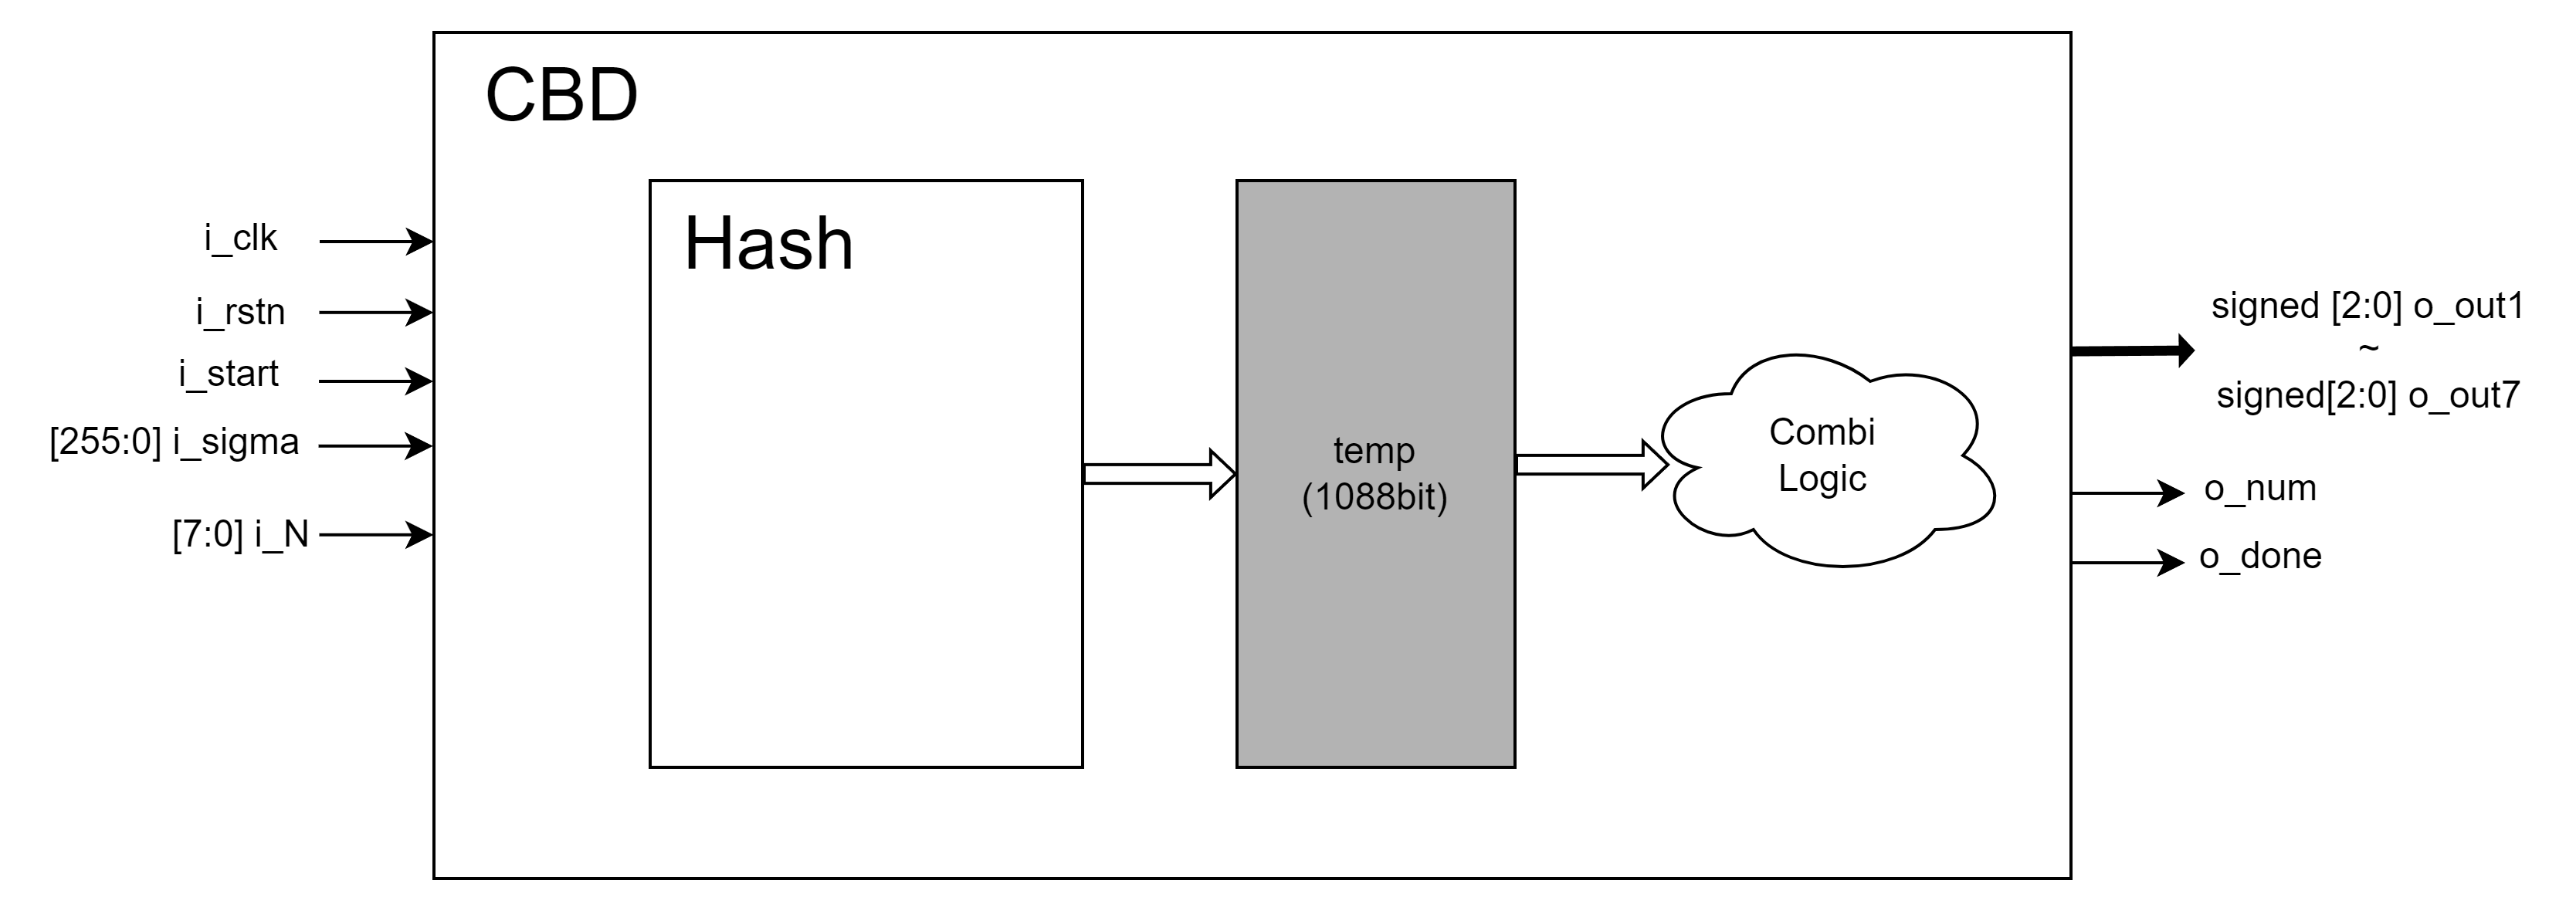 CBD
Hash
i_clk
i_rstn
i_start
[255:0] i_sigma
[7:0] i_N
temp
(1088bit)
Combi
Logic
signed [2:0] o_out1
~
signed[2:0] o_out7
o_num
o_done